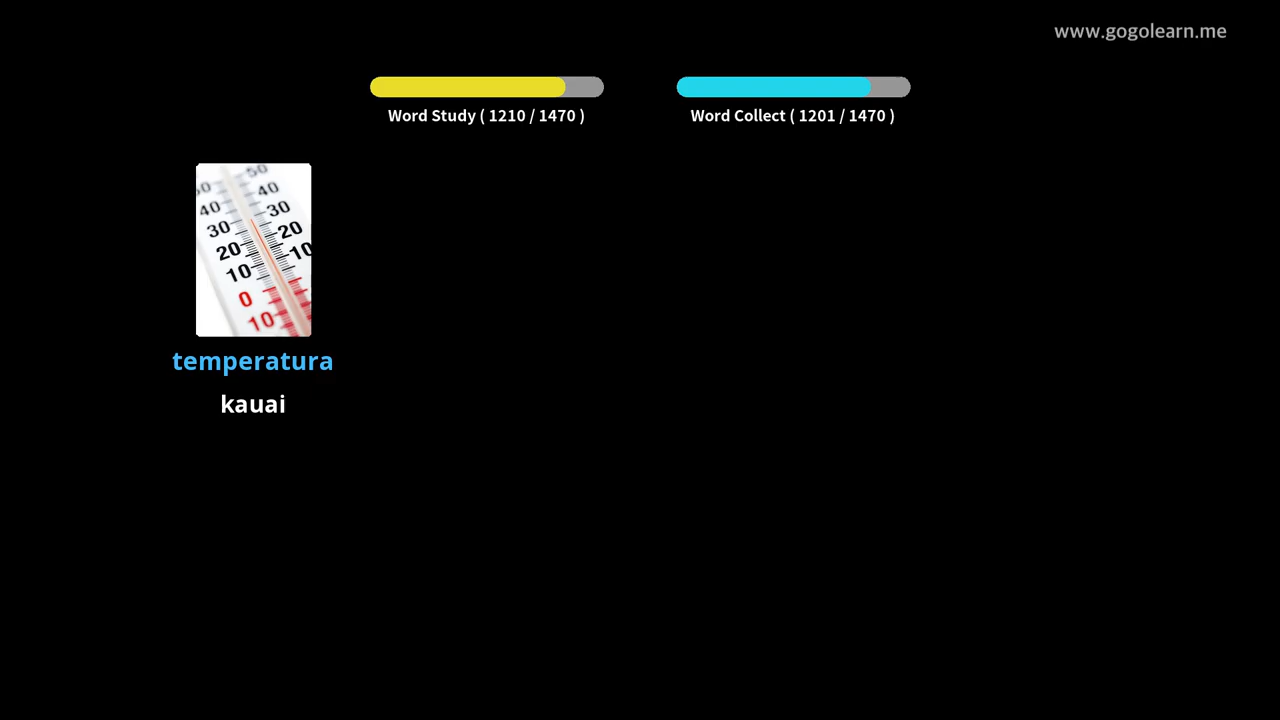 www.gogolearn.me
Word Study ( 1210 / 1470 )
Word Collect ( 1201 / 1470 )
50
40
40
30
30
20
20
10
10
0
10
temperatura
kauai